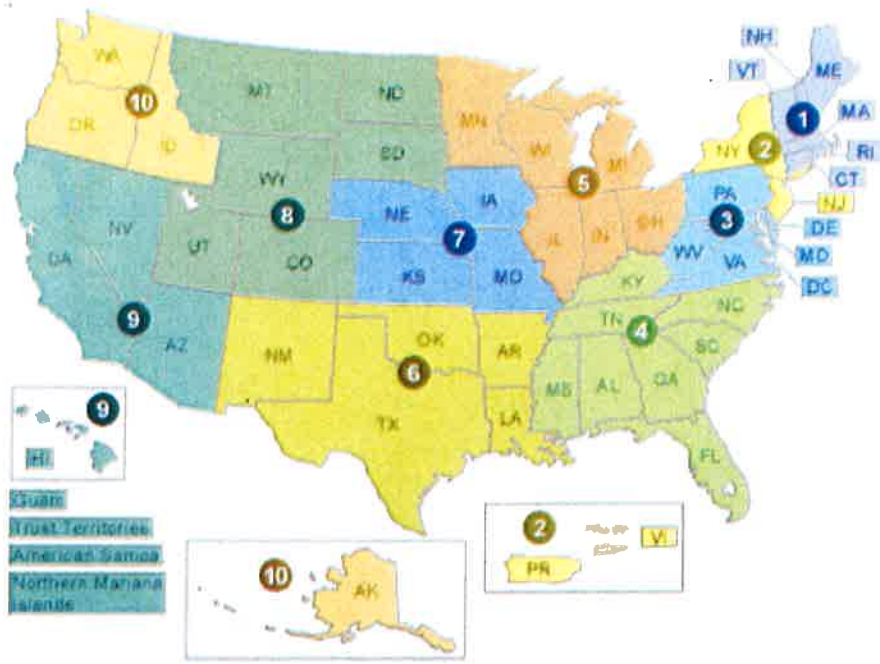 NH
VT
ME
WA
MT
ND
10
MN
1
MA
OR
ID
WI
MI
NY
2
RI
SD
CT
WY
5
PA
NJ
IA
NE
8
3
DE
NV
7
IL
IN
OH
UT
CO
WV
VA
MD
CA
KS
MO
KY
DC
NC
TN
9
4
AZ
OK
AR
SC
NM
6
MS
AL
GA
9
TX
LA
HI
FL
Guam
Trust Territories
2
VI
American Samoa
PR
10
AK
Northern Mariana
Islands